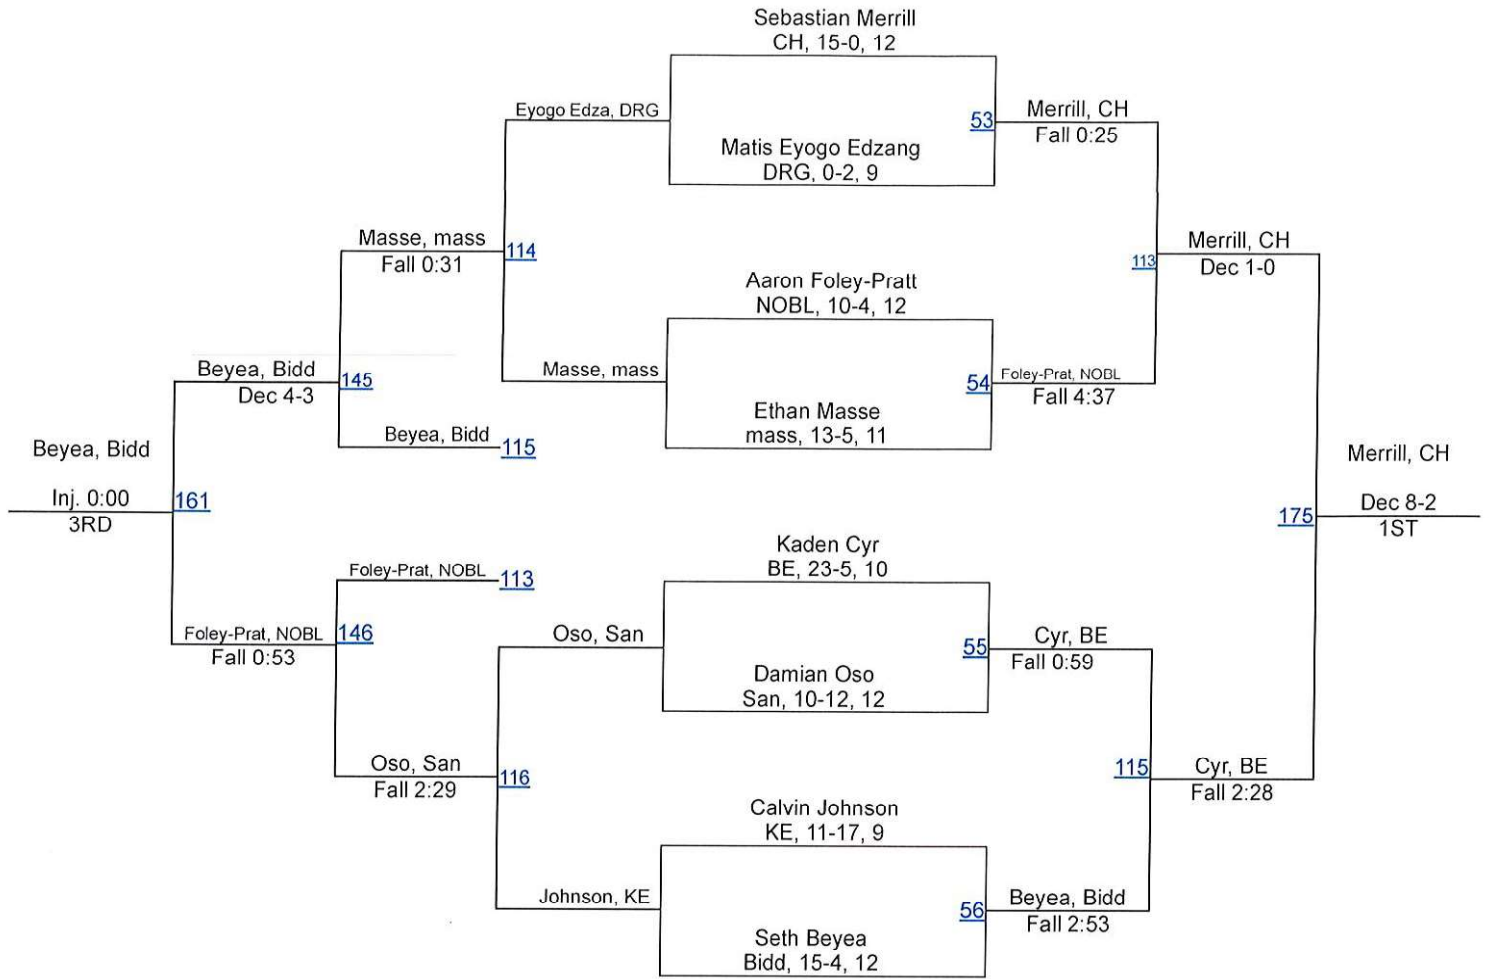 Sebastian Merrill
CH, 15-0, 12
Eyogo Edza, DRG
53
Merrill, CH
Fall 0:25
Matis Eyogo Edzang
DRG, 0-2, 9
Masse, mass
Fall 0:31
114
Merrill, CH
Dec 1-0
113
Aaron Foley-Pratt
NOBL, 10-4, 12
Beyea, Bidd
Dec 4-3
145
Masse, mass
54
Foley-Prat, NOBL
Fall 4:37
Ethan Masse
mass, 13-5, 11
Beyea, Bidd
115
Beyea, Bidd
Inj. 0:00
3RD
161
Merrill, CH
Dec 8-2
1ST
175
Kaden Cyr
BE, 23-5, 10
Foley-Prat, NOBL
113
Foley-Prat, NOBL
Fall 0:53
146
Oso, San
55
Cyr, BE
Fall 0:59
Damian Oso
San, 10-12, 12
Oso, San
Fall 2:29
116
115
Cyr, BE
Fall 2:28
Calvin Johnson
KE, 11-17, 9
Johnson, KE
56
Beyea, Bidd
Fall 2:53
Seth Beyea
Bidd, 15-4, 12